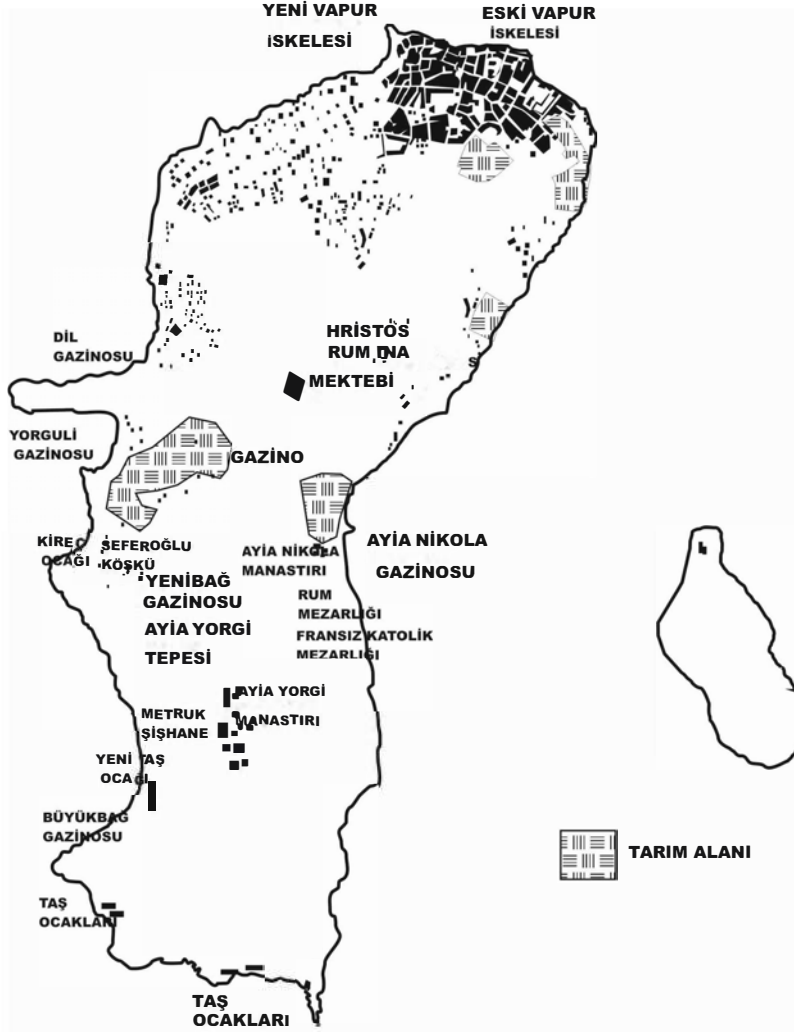 YENİ VAPUR
İSKELESİ
ESKİ VAPUR
İSKELESİ
DİL
GAZİNOSU
HRİSTOS
RUM
MEKTEBİ
YORGULİ
GAZİNOSU
GAZİNO
KİREÇ
OCAĞI
SEFEROĞLU
KÖŞKÜ
AYİA NİKOLA
MANASTIRI
AYİA NİKOLA
GAZİNOSU
YENİBAĞ
GAZİNOSU
RUM
MEZARLIĞI
AYİA YORGİ
TEPESİ
FRANSIZ KATOLİK
MEZARLIĞI
AYİA YORGİ
MANASTIRI
METRUK
ŞİŞHANE
YENİ TAŞ
OCAĞI
BÜYÜKBAĞ
GAZİNOSU
TARIM ALANI
TAŞ
OCAKLARI
TAŞ
OCAKLARI